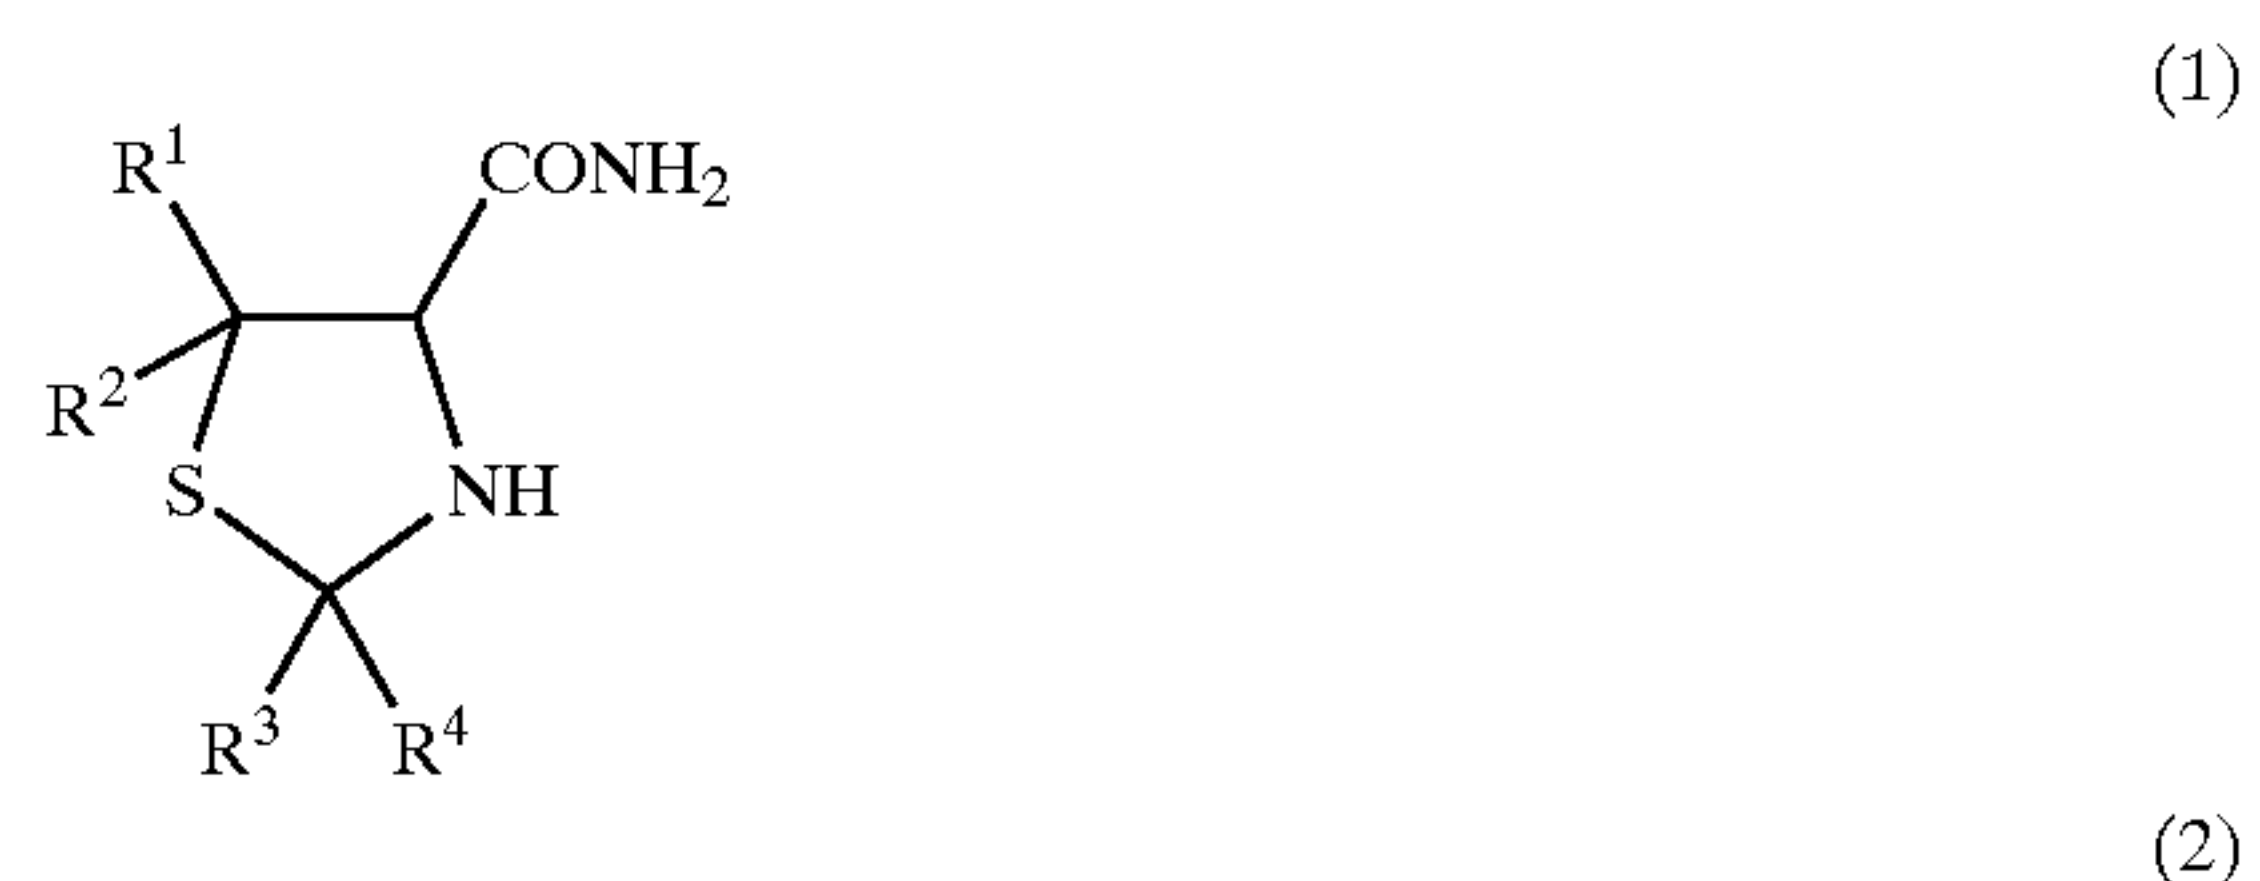 (1)
R¹ CONH₂
R²
S NH
R³ R⁴
(2)